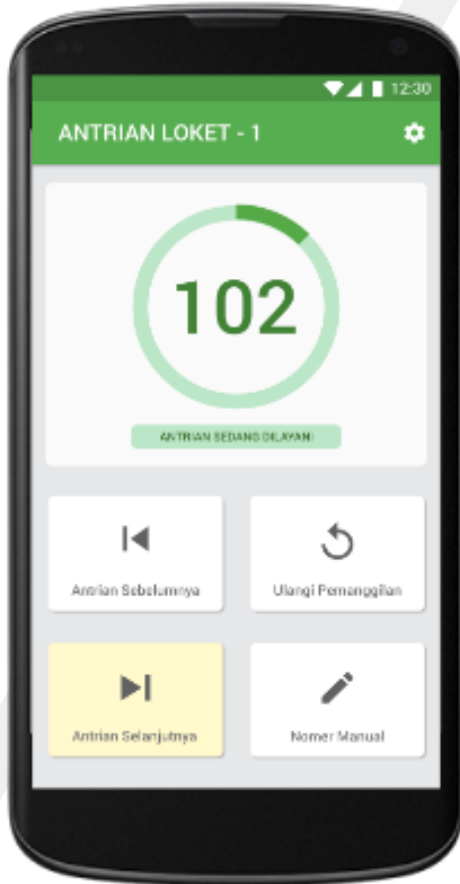 12:30
ANTRIAN LOKET - 1
102
ANTRIAN SEDANG DILAYANI
Antrian Sebelumnya
Ulangi Pemanggilan
Antrian Selanjutnya
Nomer Manual